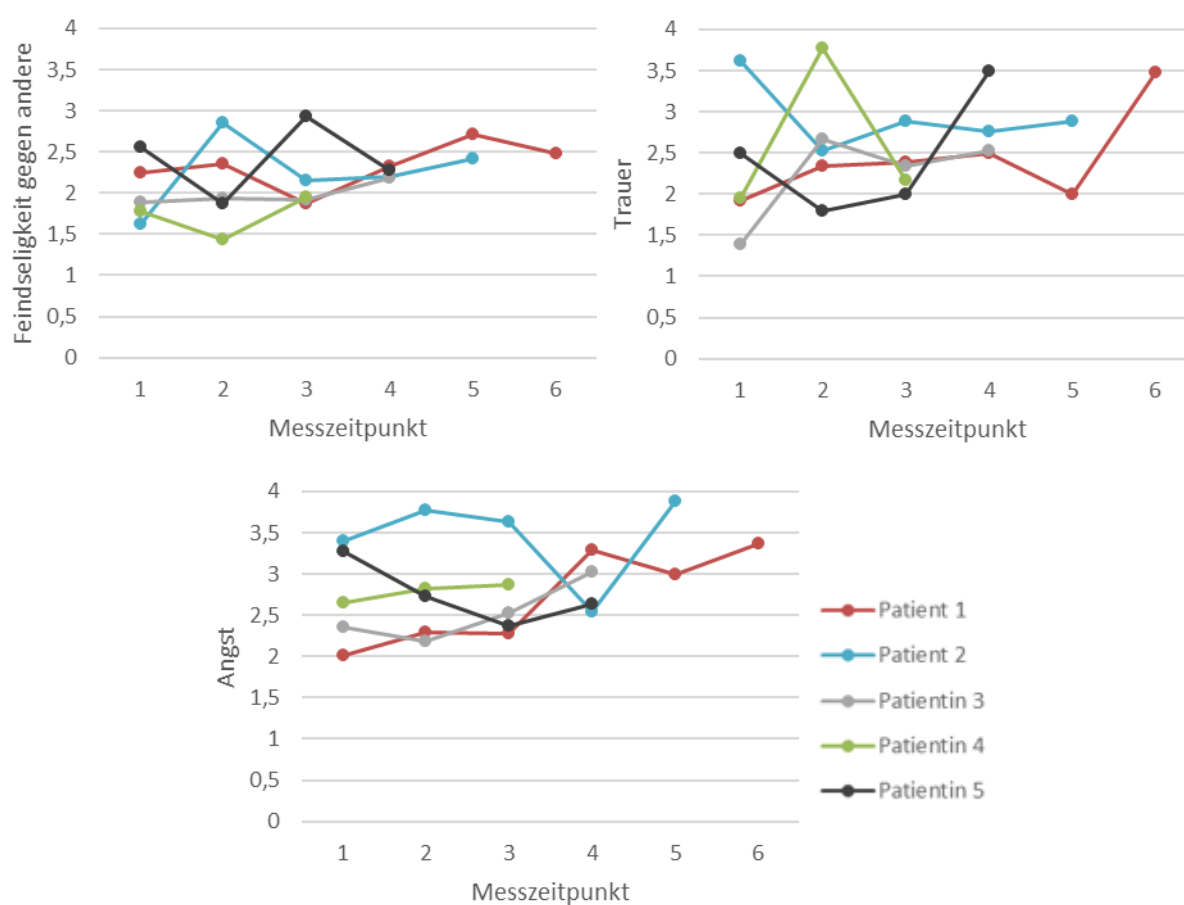 Feindseligkeit gegen andere
4
3,5
3
2,5
2
1,5
1
0,5
0
1 2 3 4 5 6
Messzeitpunkt
Trauer
4
3,5
3
2,5
2
1,5
1
0,5
0
1 2 3 4 5 6
Messzeitpunkt
Angst
4
3,5
3
2,5
2
1,5
1
0,5
0
1 2 3 4 5 6
Messzeitpunkt
Patient 1
Patient 2
Patientin 3
Patientin 4
Patientin 5